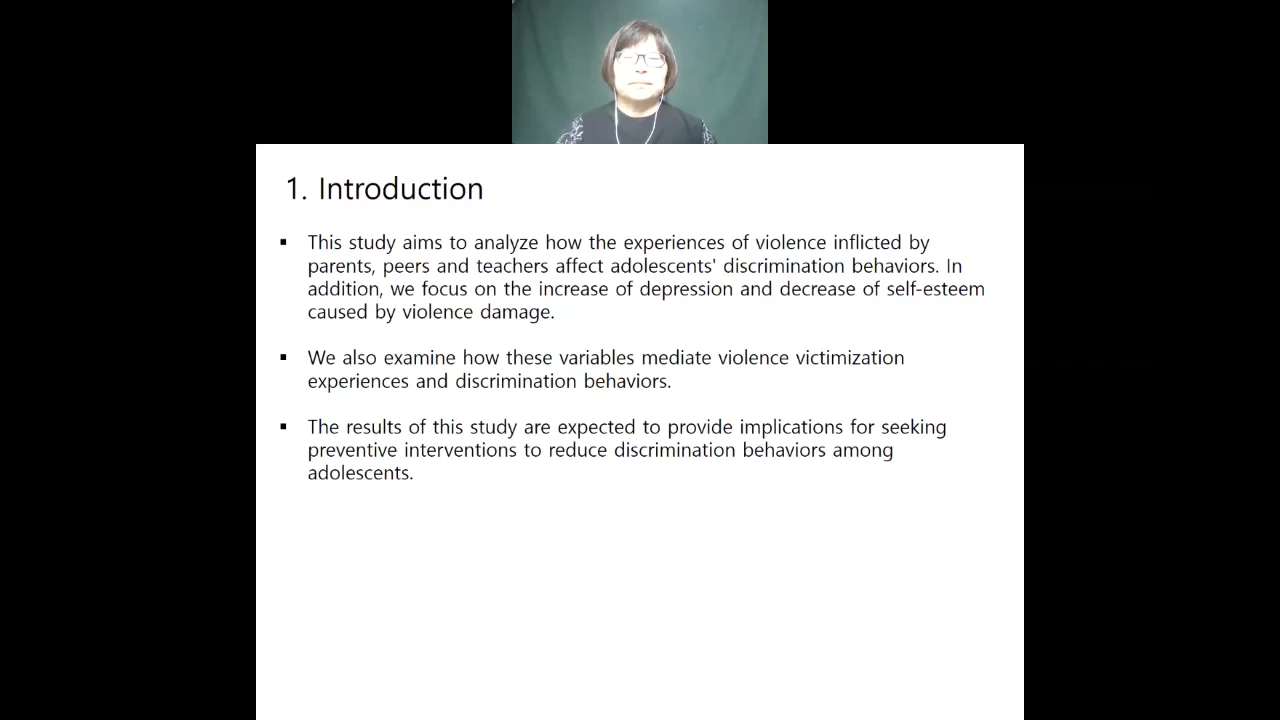 1. Introduction
▪ This study aims to analyze how the experiences of violence inflicted by
parents, peers and teachers affect adolescents' discrimination behaviors. In
addition, we focus on the increase of depression and decrease of self-esteem
caused by violence damage.
▪ We also examine how these variables mediate violence victimization
experiences and discrimination behaviors.
▪ The results of this study are expected to provide implications for seeking
preventive interventions to reduce discrimination behaviors among
adolescents.